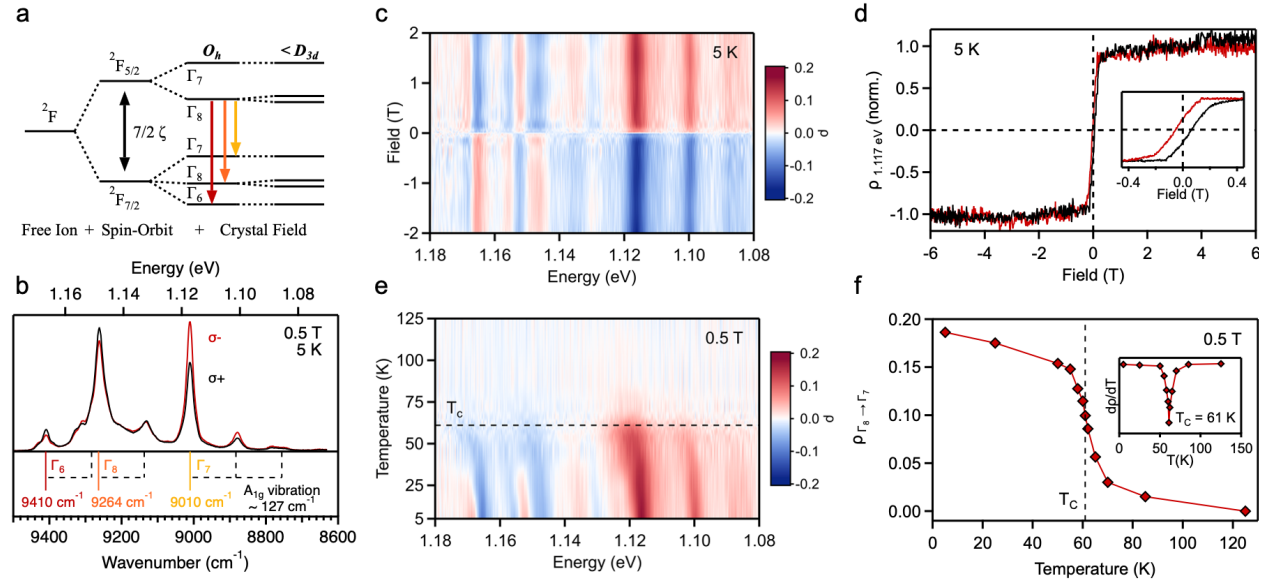 a
O_h
< D_3d
²F_5/2
Γ₇
Γ₈
²F
7/2 ζ
Γ₇
Γ₈
²F_7/2
Γ₆
Free Ion + Spin-Orbit + Crystal Field
b
Energy (eV)
1.16 1.14 1.12 1.10 1.08
0.5 T
5 K
σ-
σ+
Γ₆
Γ₈
Γ₇
9410 cm⁻¹
9264 cm⁻¹
9010 cm⁻¹
A₁g vibration
~ 127 cm⁻¹
9400 9200 9000 8800 8600
Wavenumber (cm⁻¹)
c
5 K
2
1
0
-1
-2
Field (T)
1.18 1.16 1.14 1.12 1.10 1.08
Energy (eV)
0.2
0.1
0.0
-0.1
-0.2
ρ
d
5 K
1.0
0.5
0.0
-0.5
-1.0
ρ 1.117 eV (norm.)
-0.4 0.0 0.4
Field (T)
-6 -4 -2 0 2 4 6
Field (T)
e
0.5 T
125
100
75
50
25
5
Temperature (K)
T_c
1.18 1.16 1.14 1.12 1.10 1.08
Energy (eV)
0.2
0.1
0.0
-0.1
-0.2
ρ
f
0.5 T
0.20
0.15
0.10
0.05
0.00
ρ Γ₈ → Γ₇
dρ/dT
T_C = 61 K
0 50 100 150
T(K)
T_C
0 20 40 60 80 100 120
Temperature (K)